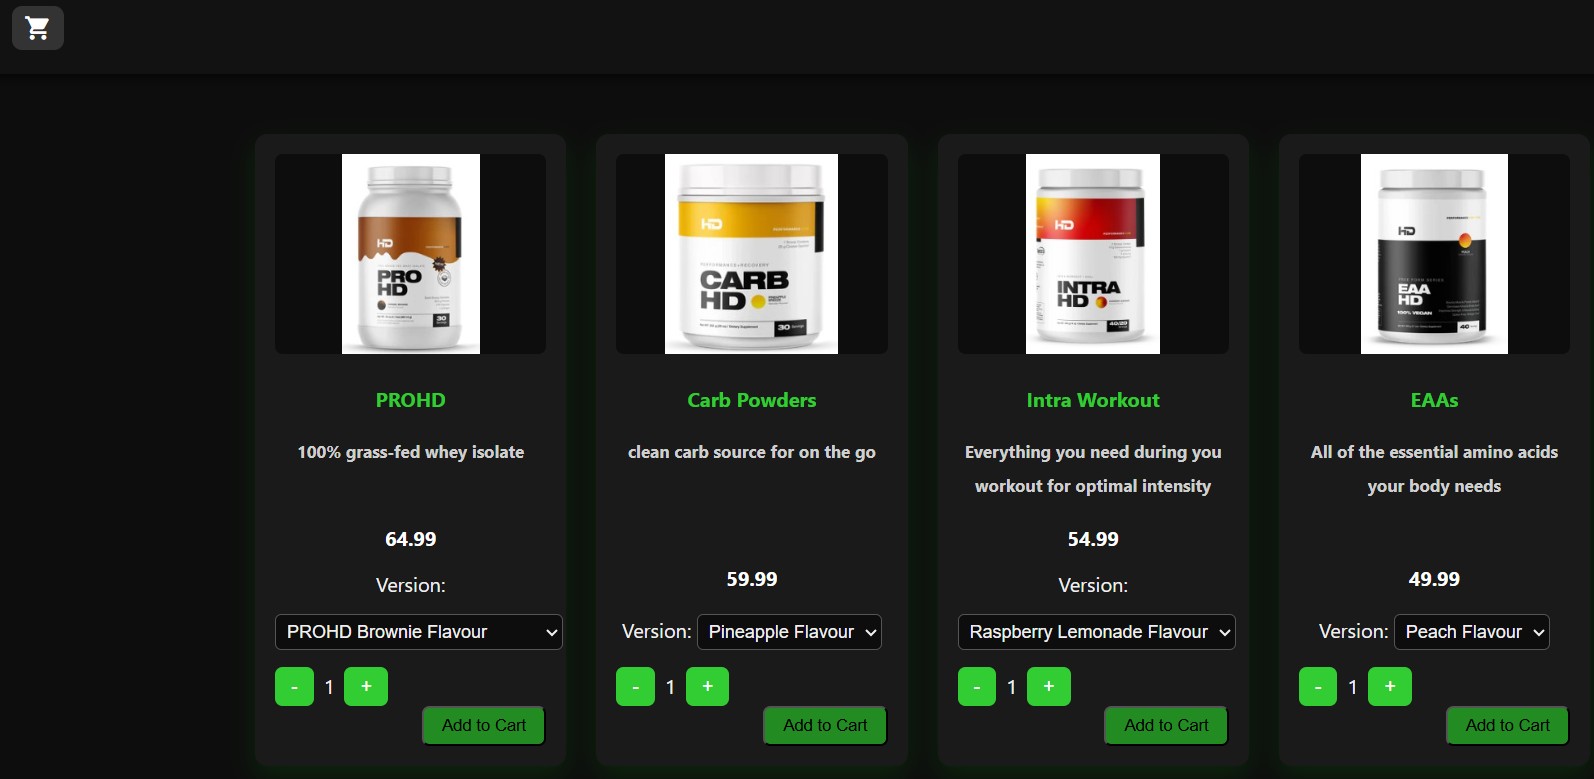 HD
PRO
HD
30
PROHD
100% grass-fed whey isolate
64.99
Version:
PROHD Brownie Flavour
- 1 +
Add to Cart
HD
CARB
HD
30
Carb Powders
clean carb source for on the go
59.99
Version: Pineapple Flavour
- 1 +
Add to Cart
HD
INTRA
HD
40/20
Intra Workout
Everything you need during you
workout for optimal intensity
54.99
Version:
Raspberry Lemonade Flavour
- 1 +
Add to Cart
HD
EAA
HD
100% VEGAN
40
EAAs
All of the essential amino acids
your body needs
49.99
Version: Peach Flavour
- 1 +
Add to Cart